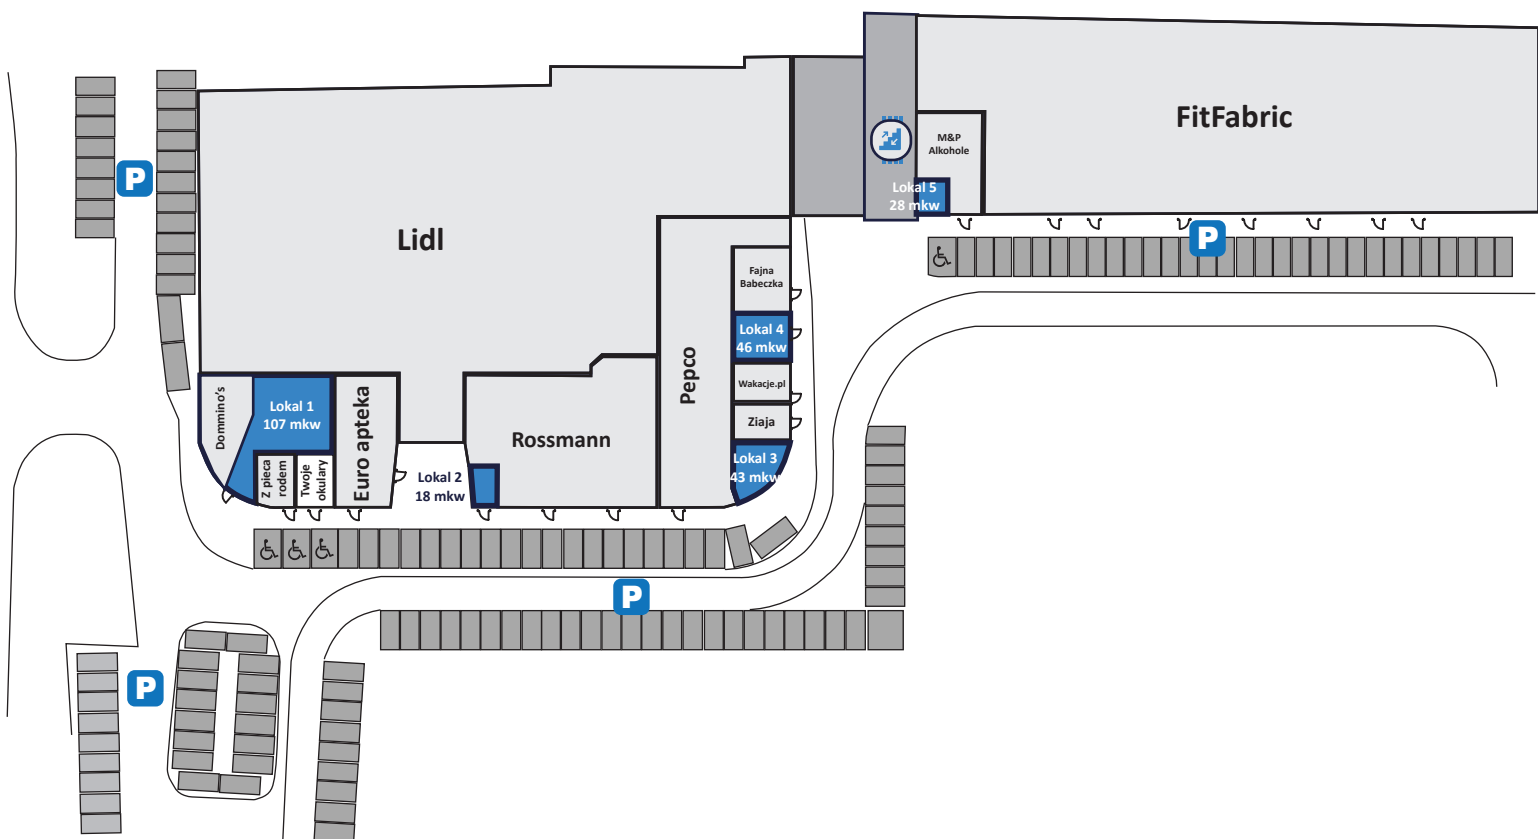 FitFabric
M&P
Alkohole
Lokal 5
28 mkw
P
P
Lidl
Fajna
Babeczka
Lokal 4
46 mkw
Pepco
Wakacje.pl
Ziaja
Lokal 3
43 mkw
Dommino's
Lokal 1
107 mkw
Z pieca
rodem
Twoje
okulary
Euro apteka
Lokal 2
18 mkw
Rossmann
P
P